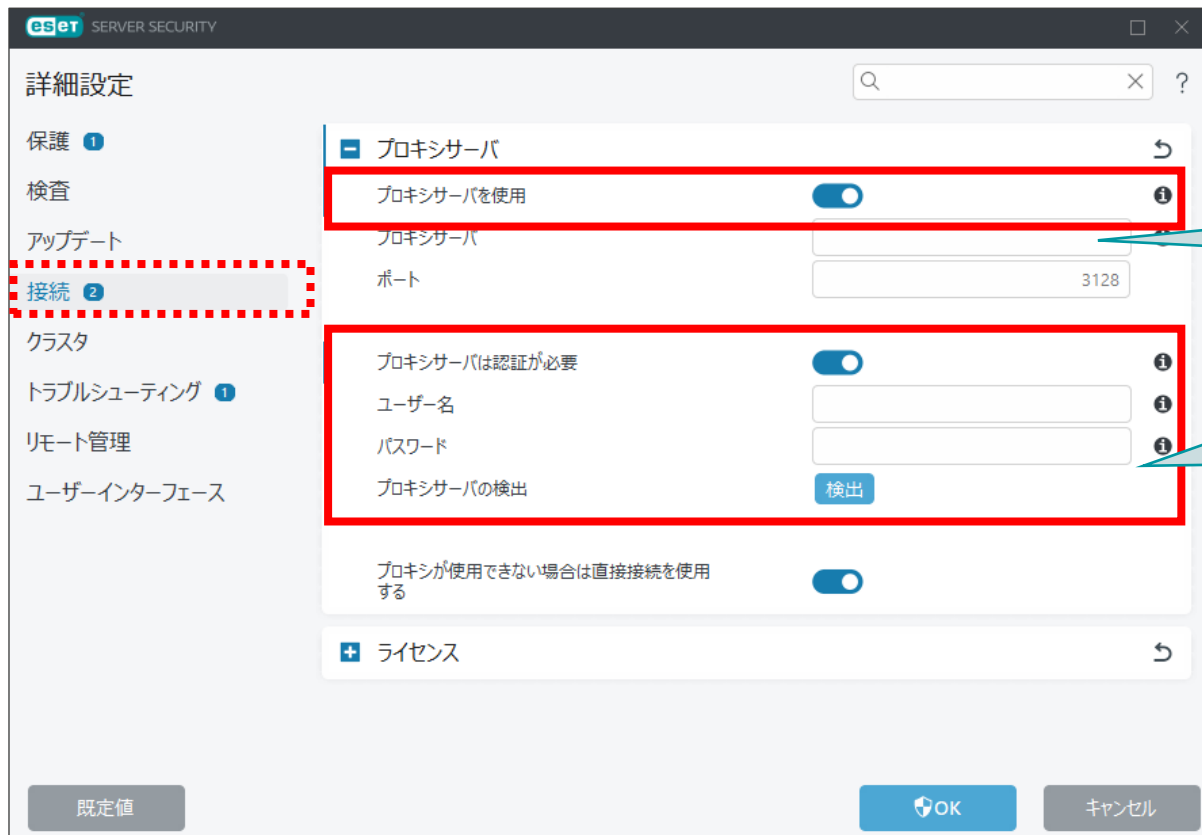 eset SERVER SECURITY
詳細設定
?
保護 1
検査
アップデート
接続 2
クラスタ
トラブルシューティング 1
リモート管理
ユーザーインターフェース
プロキシサーバ
プロキシサーバを使用
プロキシサーバ
ポート 3128
プロキシサーバは認証が必要
ユーザー名
パスワード
プロキシサーバの検出 検出
プロキシが使用できない場合は直接接続を使用
する
ライセンス
既定値 OK キャンセル